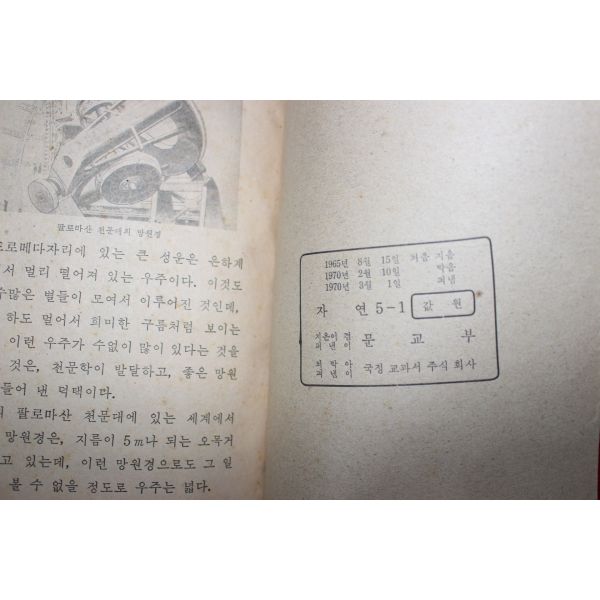 팔로마산 천문대의 망원경
드로메다자리에 있는 큰 성운은 은하계
서 멀리 떨어져 있는 우주이다. 이것도
수많은 별들이 모여서 이루어진 것인데,
하도 멀어서 희미한 구름처럼 보이는
이런 우주가 수없이 많이 있다는 것을
것은, 천문학이 발달하고, 좋은 망원
들어 낸 덕택이다.
팔로마산 천문대에 있는 세계에서
망원경은, 지름이 5m나 되는 오목거
고 있는데, 이런 망원경으로도 그 일
볼 수 없을 정도로 우주는 넓다.
1965년 8월 15일 처음 지음
1970년 2월 10일 박음
1970년 3월 1일 펴냄
자 연 5-1 값 원
지은이 겸
펴낸이 문 교 부
펴낸이 국정 교과서 주식 회사